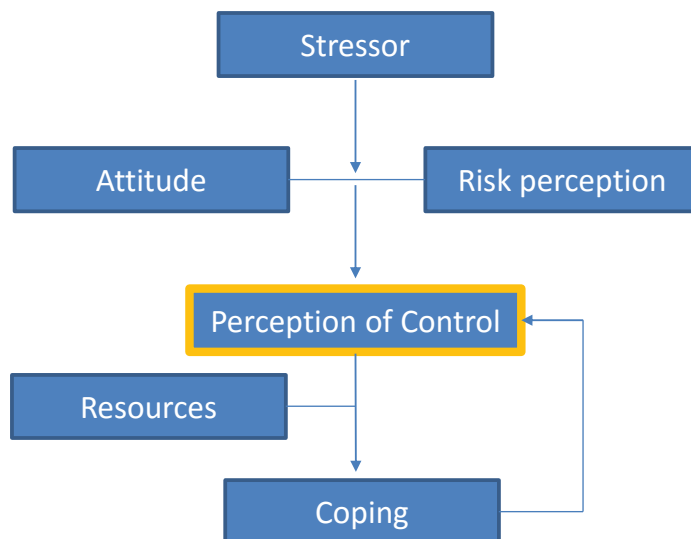 Stressor
Attitude
Risk perception
Perception of Control
Resources
Coping